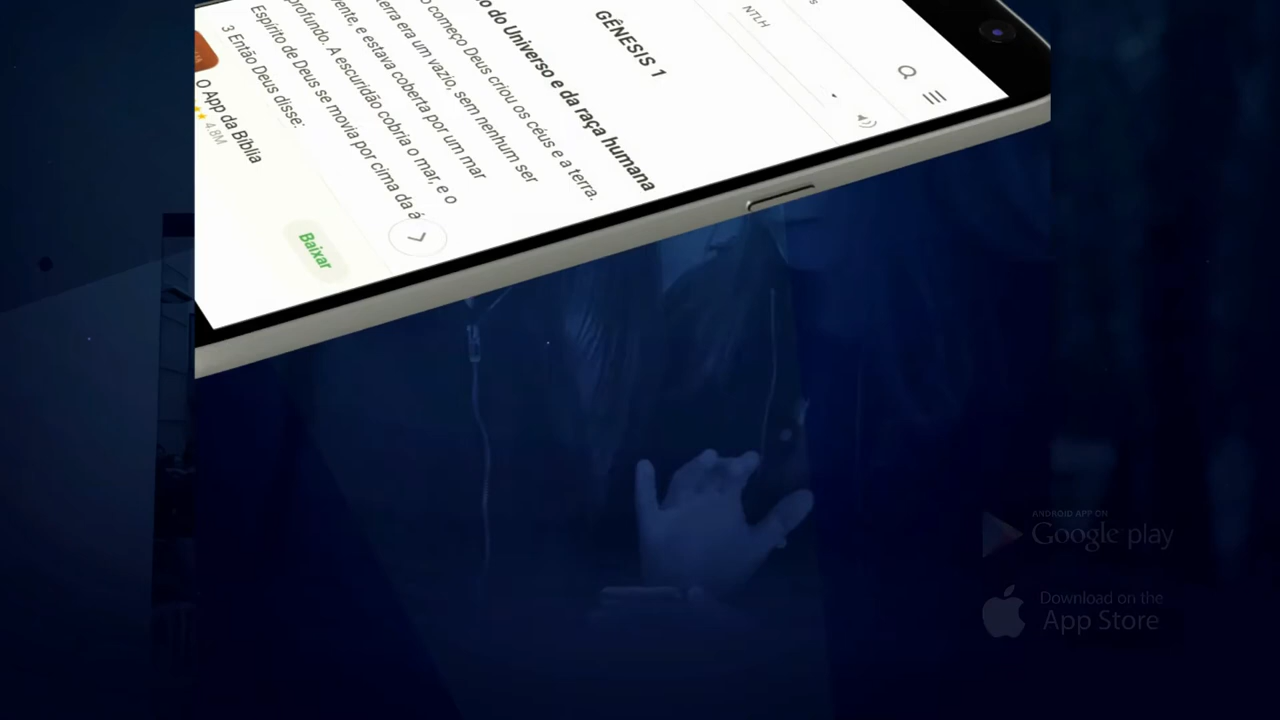 NTLH
GÊNESIS 1
do Universo e da raça humana
começo Deus criou os céus e a terra.
terra era um vazio, sem nenhum ser
e estava coberta por um mar
profundo. A escuridão cobria o mar, e o
Espírito de Deus se movia por cima da á
3 Então Deus disse:
O App da Bíblia
4,8M
Baixar
ANDROID APP ON
Google play
Download on the
App Store